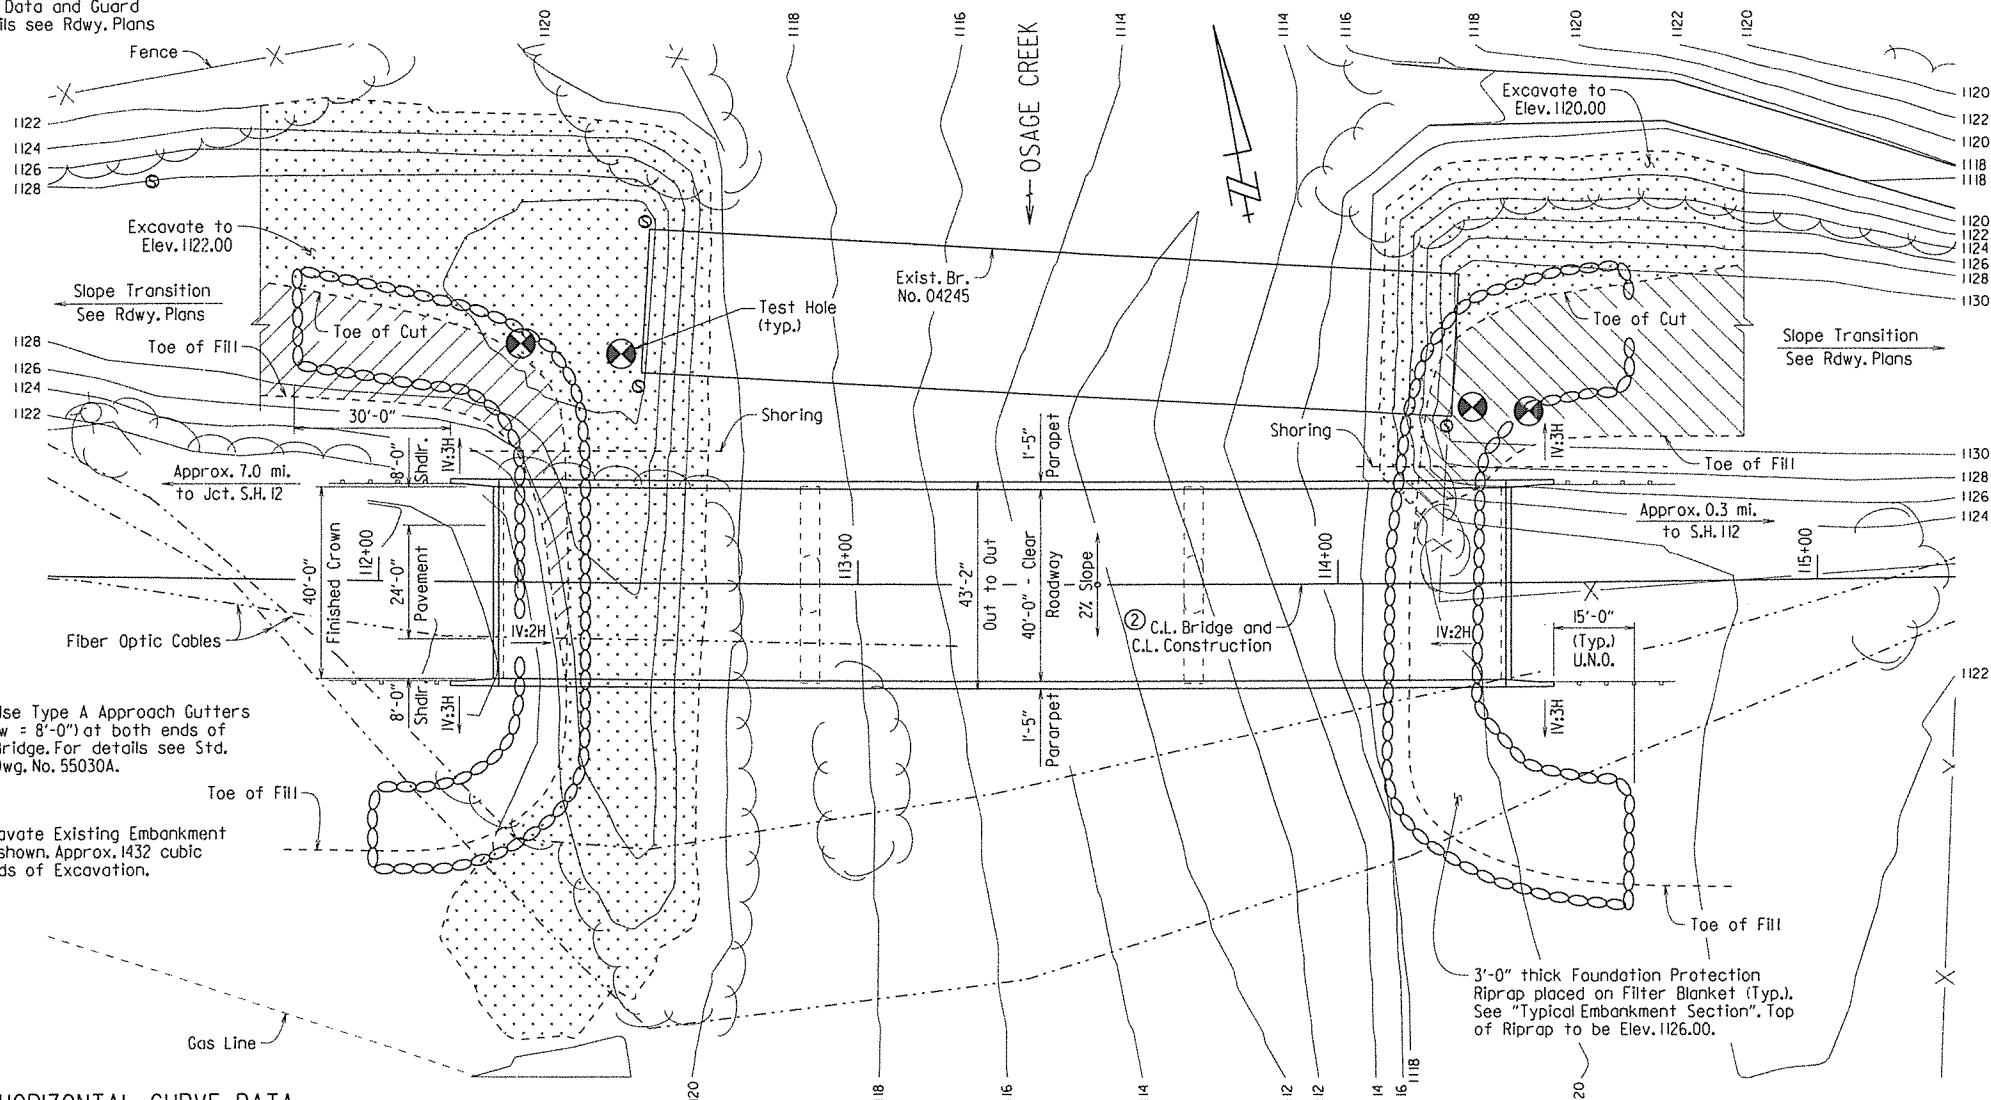 Data and Guard
ils see Rdwy. Plans
Fence
1120
1118
1116
1114
1114
1116
1118
1120
1122
1120
← OSAGE CREEK
N
Excavate to
Elev. 1120.00
1122
1124
1126
1128
1120
1122
1120
1118
1118
1120
1122
1124
1126
1128
1130
Excavate to
Elev. 1122.00
Exist. Br.
No. 04245
Slope Transition
See Rdwy. Plans
Toe of Cut
Test Hole
(typ.)
Toe of Cut
Slope Transition
See Rdwy. Plans
Toe of Fill
1128
1126
1124
1122
30'-0"
Shoring
Shoring
8'-0"
Shdlr.
1V:3H
1'-5"
Parapet
1V:3H
Toe of Fill
1130
1128
1126
1124
Approx. 7.0 mi.
to Jct. S.H. 12
Approx. 0.3 mi.
to S.H. 112
40'-0"
Finished Crown
112+00
24'-0"
Pavement
113+00
43'-2"
Out to Out
40'-0" - Clear
Roadway
2% Slope
114+00
115+00
Fiber Optic Cables
1V:2H
② C.L. Bridge and
C.L. Construction
1V:2H
15'-0"
(Typ.)
U.N.O.
1122
8'-0"
Shdlr.
1V:3H
1'-5"
Pararpet
1V:3H
Use Type A Approach Gutters
w = 8'-0") at both ends of
Bridge. For details see Std.
Dwg. No. 55030A.
Toe of Fill
avate Existing Embankment
shown. Approx. 1432 cubic
ds of Excavation.
Toe of Fill
3'-0" thick Foundation Protection
Riprap placed on Filter Blanket (Typ.).
See "Typical Embankment Section". Top
of Riprap to be Elev. 1126.00.
Gas Line
20
18
16
14
12
12
14
16
1118
20
HORIZONTAL CURVE DATA